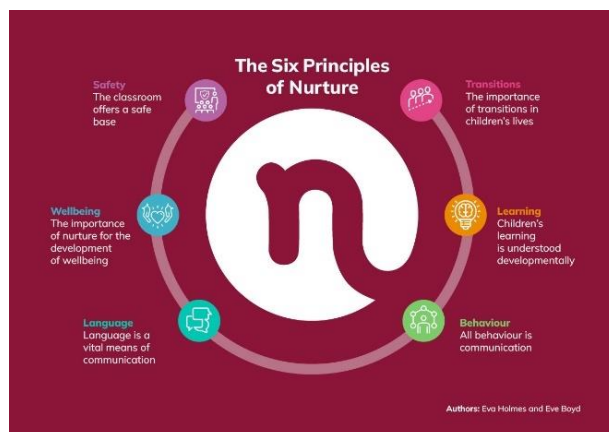 The Six Principles
of Nurture
Safety
The classroom
offers a safe
base
Transitions
The importance
of transitions in
children's lives
Wellbeing
The importance
of nurture for the
development
of wellbeing
Learning
Children's
learning
is understood
developmentally
Language
Language is a
vital means of
communication
Behaviour
All behaviour is
communication
n
Authors: Eva Holmes and Eve Boyd